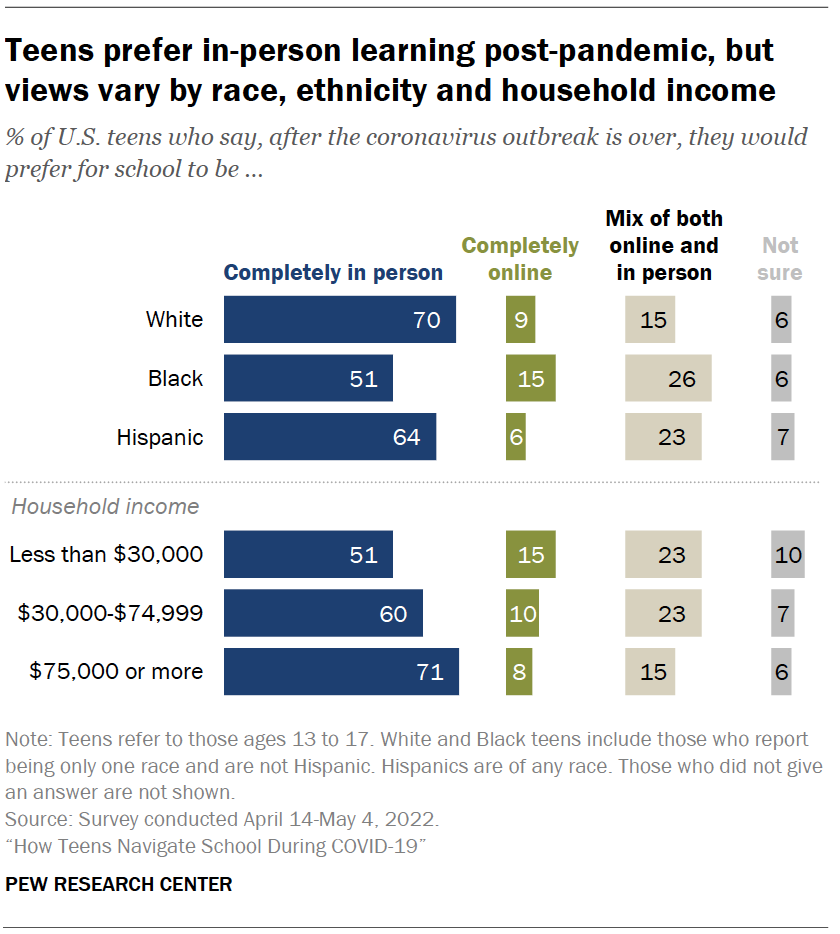 Teens prefer in-person learning post-pandemic, but
views vary by race, ethnicity and household income
% of U.S. teens who say, after the coronavirus outbreak is over, they would
prefer for school to be ...
Completely in person
Completely
online
Mix of both
online and
in person
Not
sure
White 70 9 15 6
Black 51 15 26 6
Hispanic 64 6 23 7
Household income
Less than $30,000 51 15 23 10
$30,000-$74,999 60 10 23 7
$75,000 or more 71 8 15 6
Note: Teens refer to those ages 13 to 17. White and Black teens include those who report
being only one race and are not Hispanic. Hispanics are of any race. Those who did not give
an answer are not shown.
Source: Survey conducted April 14-May 4, 2022.
“How Teens Navigate School During COVID-19”
PEW RESEARCH CENTER